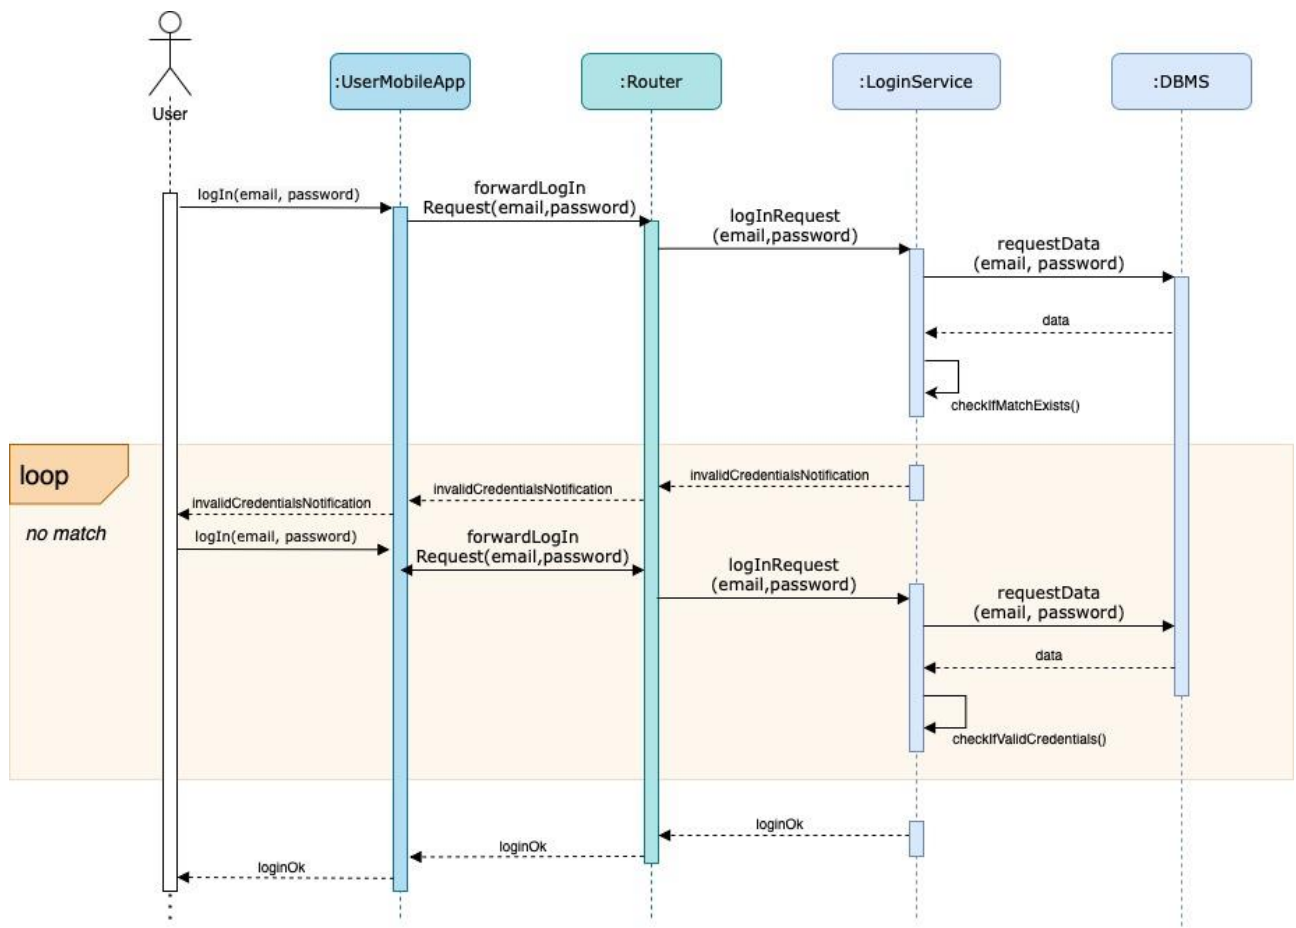 User
:UserMobileApp
:Router
:LoginService
:DBMS
logIn(email, password)
forwardLogIn
Request(email,password)
logInRequest
(email,password)
requestData
(email, password)
data
checkIfMatchExists()
loop
no match
invalidCredentialsNotification
invalidCredentialsNotification
invalidCredentialsNotification
logIn(email, password)
forwardLogIn
Request(email,password)
logInRequest
(email,password)
requestData
(email, password)
data
checkIfValidCredentials()
loginOk
loginOk
loginOk